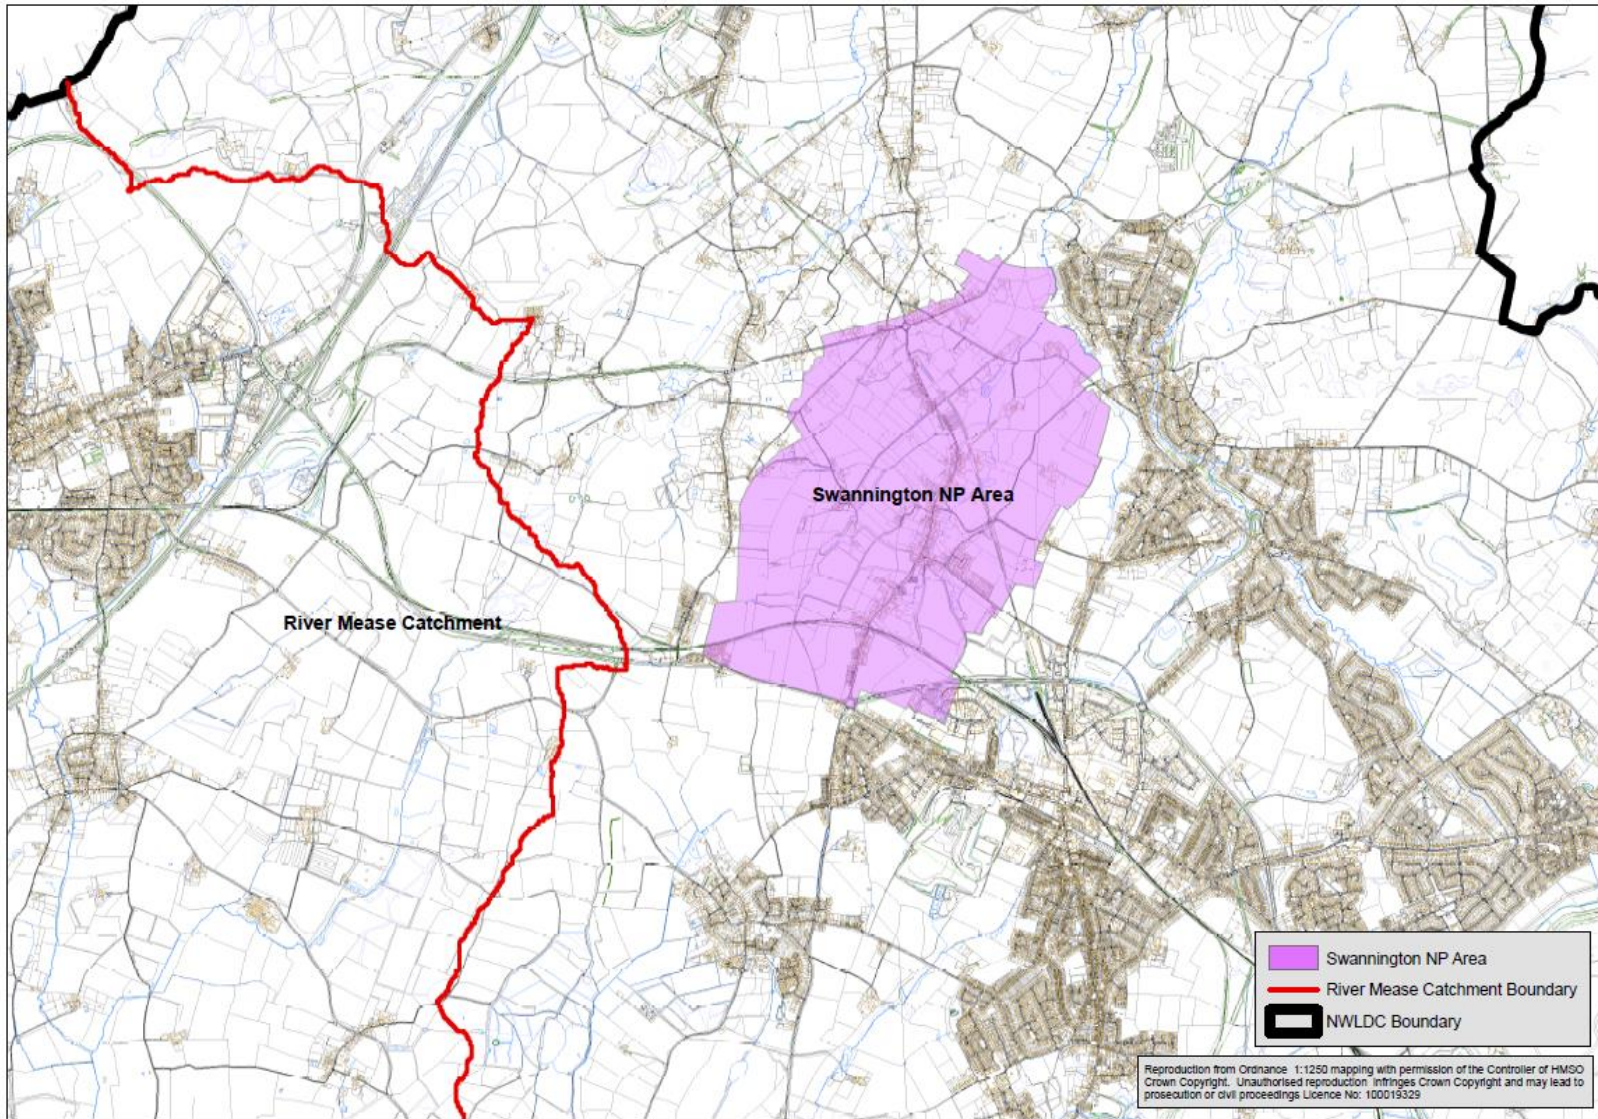 Swannington NP Area
River Mease Catchment
Swannington NP Area
River Mease Catchment Boundary
NWLDC Boundary
Reproduction from Ordnance 1:1250 mapping with permission of the Controller of HMSO
Crown Copyright. Unauthorised reproduction infringes Crown Copyright and may lead to
prosecution or civil proceedings Licence No: 100019329